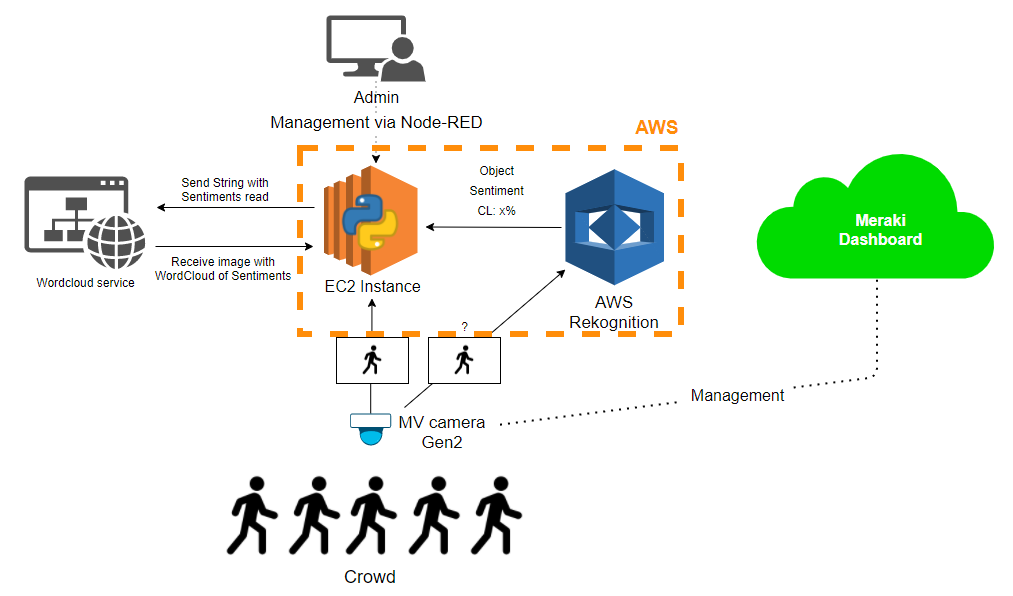 Admin
Management via Node-RED
AWS
Send String with
Sentiments read
Object
Sentiment
CL: x%
Meraki
Dashboard
Receive image with
WordCloud of Sentiments
Wordcloud service
EC2 Instance
AWS
Rekognition
?
Management
MV camera
Gen2
Crowd